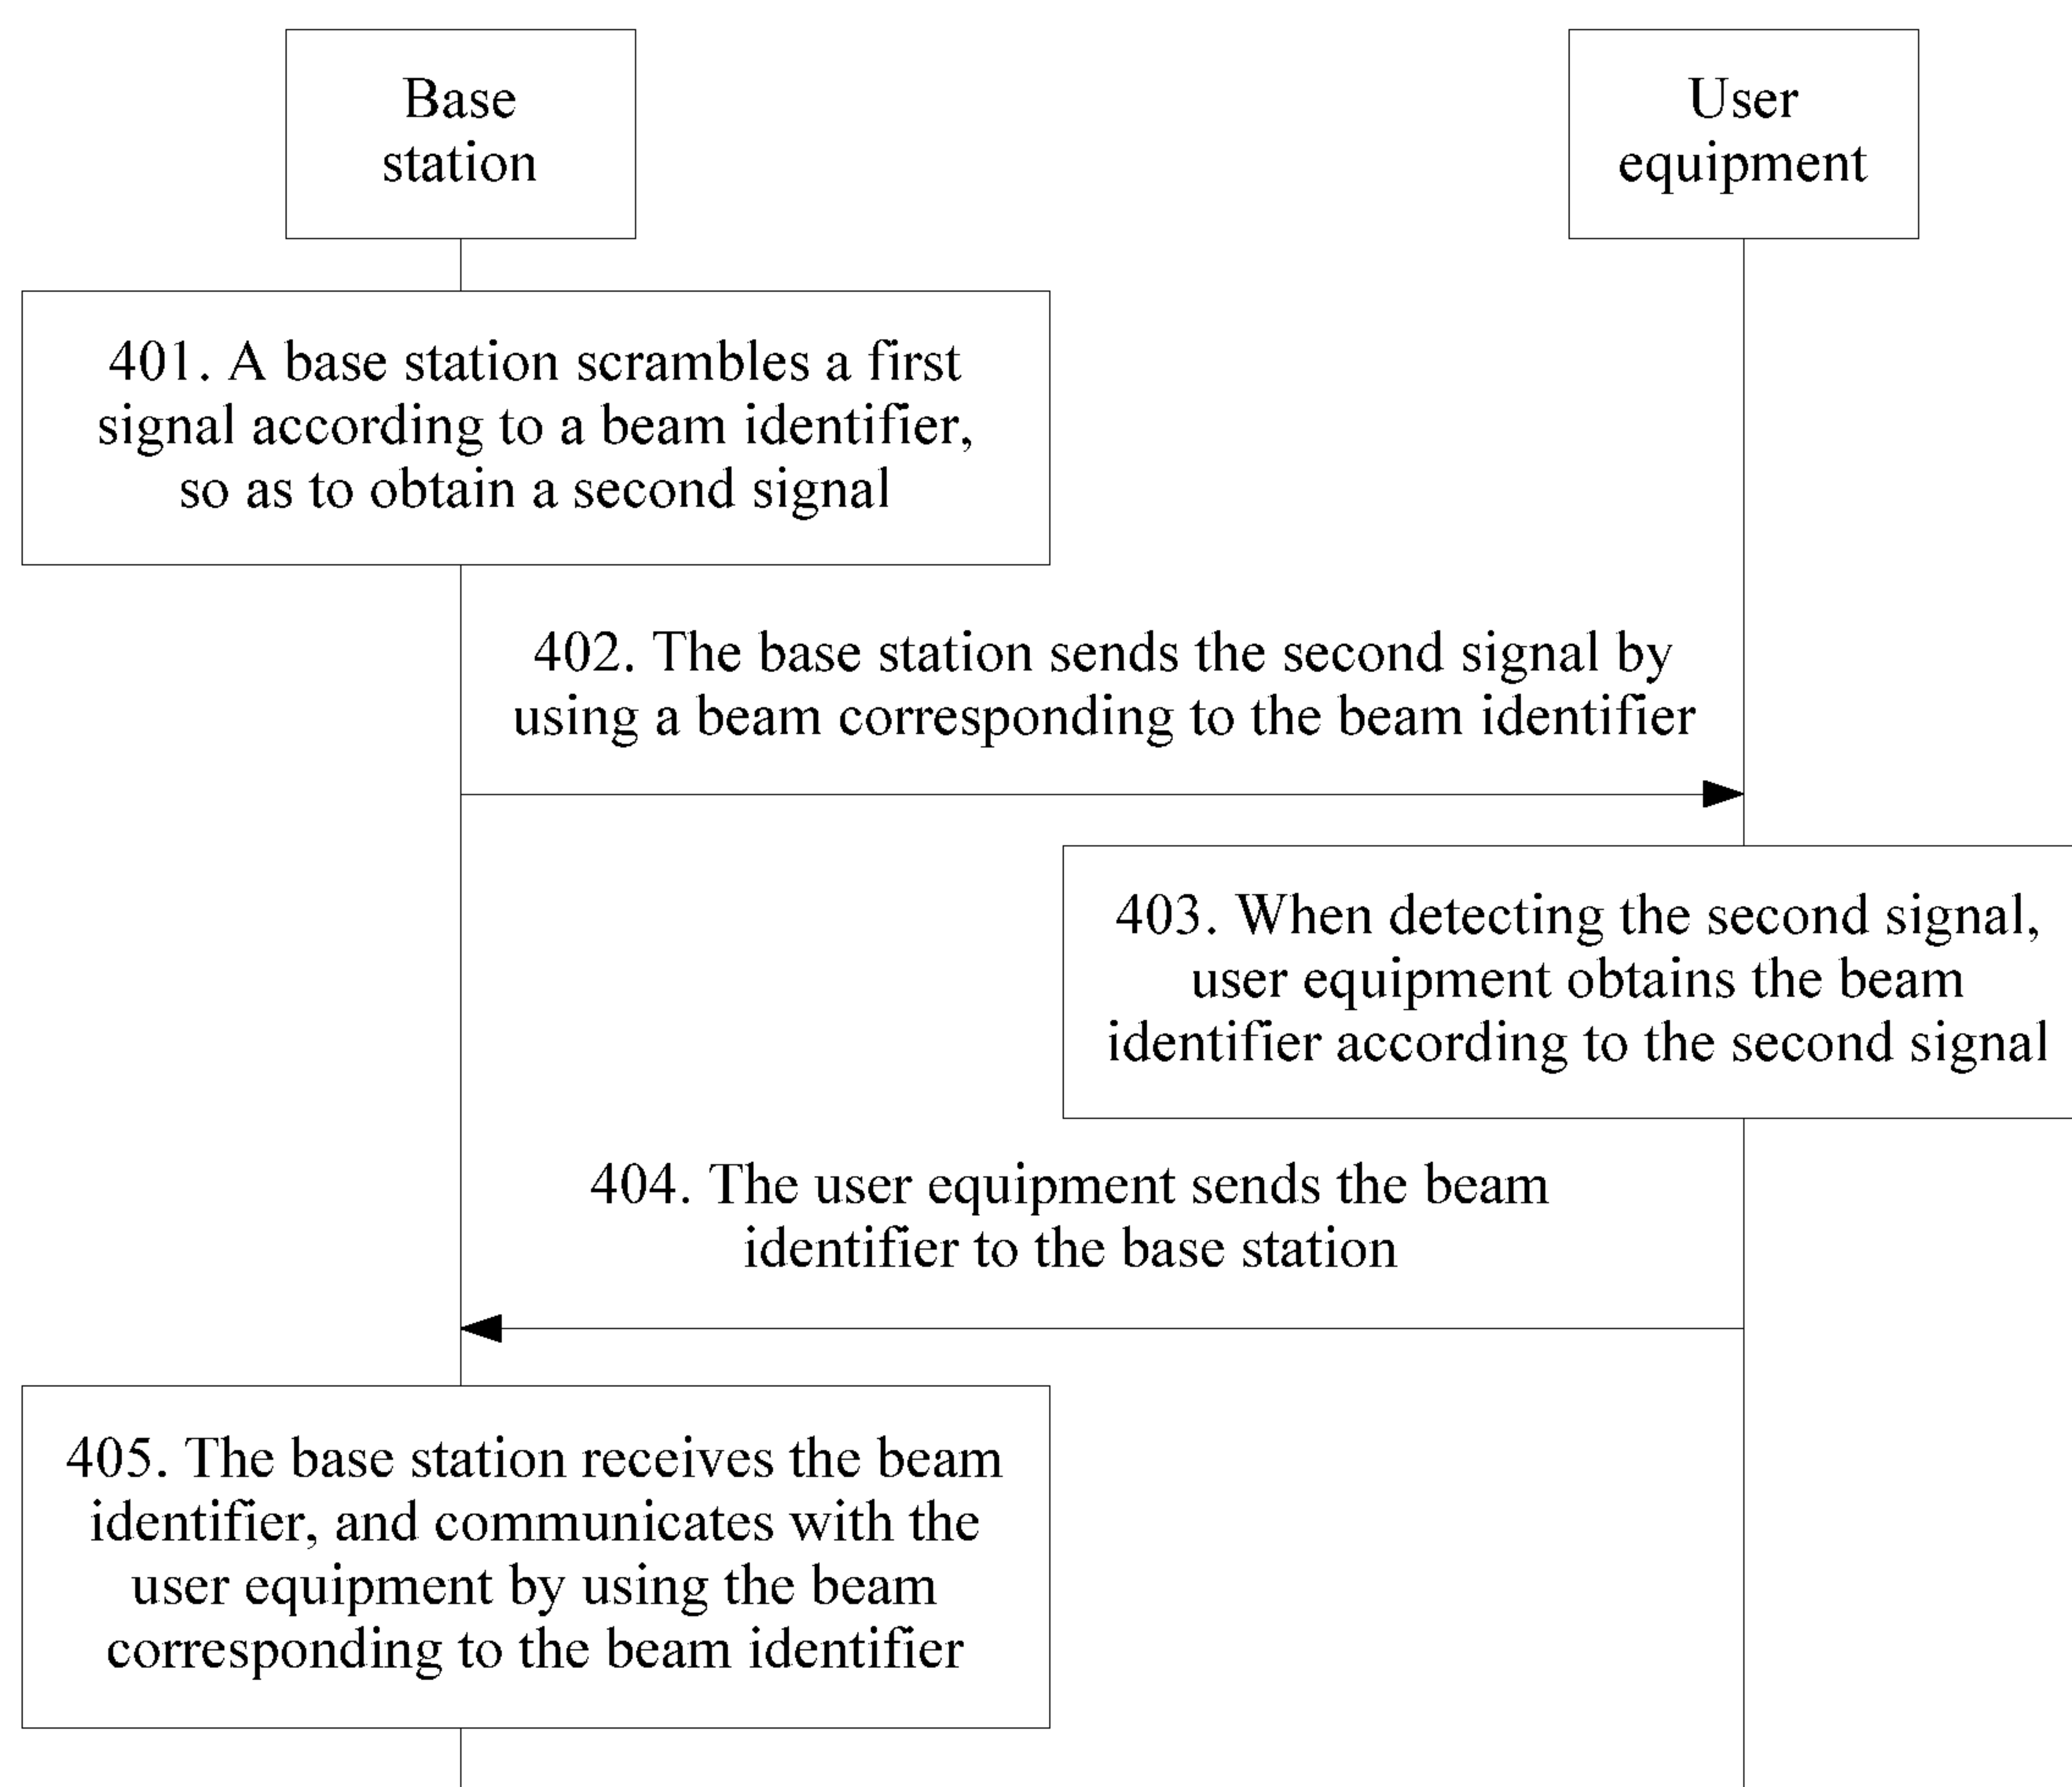 Base
station
User
equipment
401. A base station scrambles a first
signal according to a beam identifier,
so as to obtain a second signal
402. The base station sends the second signal by
using a beam corresponding to the beam identifier
403. When detecting the second signal,
user equipment obtains the beam
identifier according to the second signal
404. The user equipment sends the beam
identifier to the base station
405. The base station receives the beam
identifier, and communicates with the
user equipment by using the beam
corresponding to the beam identifier